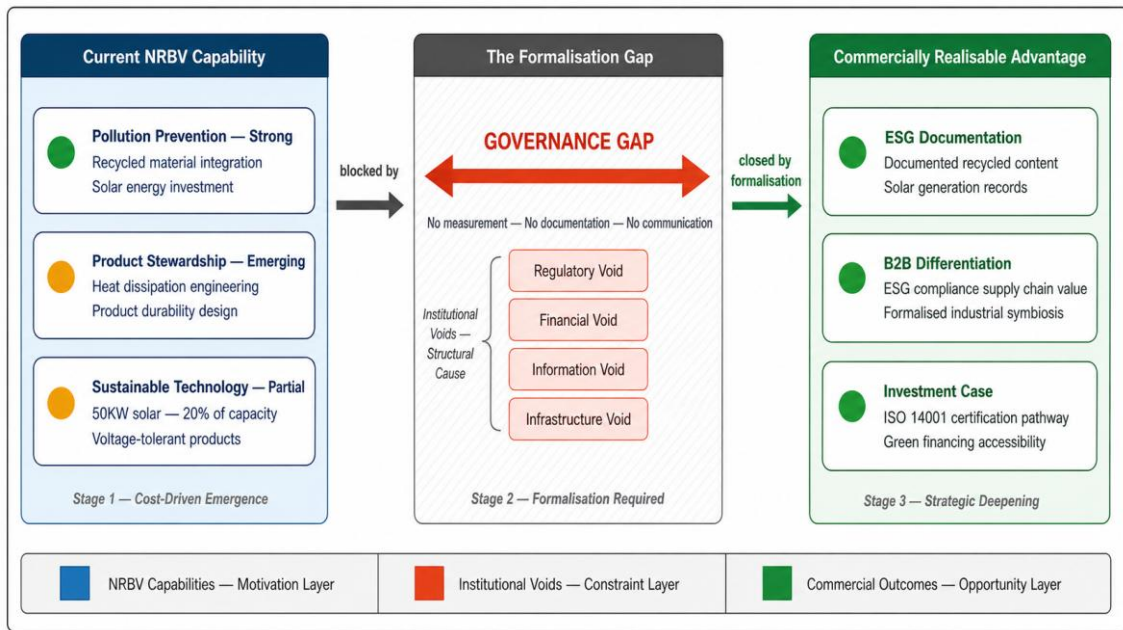 Current NRBV Capability
Pollution Prevention — Strong
Recycled material integration
Solar energy investment
Product Stewardship — Emerging
Heat dissipation engineering
Product durability design
Sustainable Technology — Partial
50KW solar — 20% of capacity
Voltage-tolerant products
Stage 1 — Cost-Driven Emergence
blocked by
The Formalisation Gap
GOVERNANCE GAP
No measurement — No documentation — No communication
Institutional
Voids —
Structural
Cause
Regulatory Void
Financial Void
Information Void
Infrastructure Void
Stage 2 — Formalisation Required
closed by
formalisation
Commercially Realisable Advantage
ESG Documentation
Documented recycled content
Solar generation records
B2B Differentiation
ESG compliance supply chain value
Formalised industrial symbiosis
Investment Case
ISO 14001 certification pathway
Green financing accessibility
Stage 3 — Strategic Deepening
NRBV Capabilities — Motivation Layer
Institutional Voids — Constraint Layer
Commercial Outcomes — Opportunity Layer